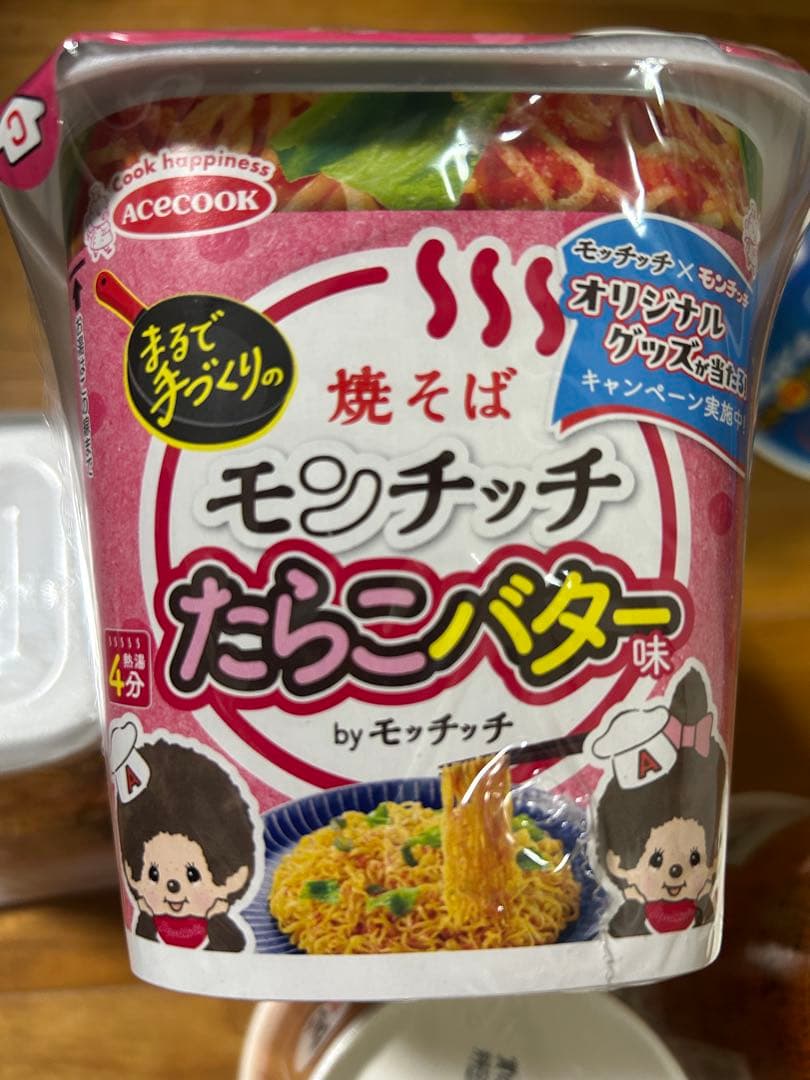 Cook happiness
ACECOOK
モッチッチ×モンチッチ
オリジナル
グッズが当たる!
キャンペーン実施中!
まるで
手づくりの
焼そば
モンチッチ
たらこバター味
by モッチッチ
熱湯
4分
A
A